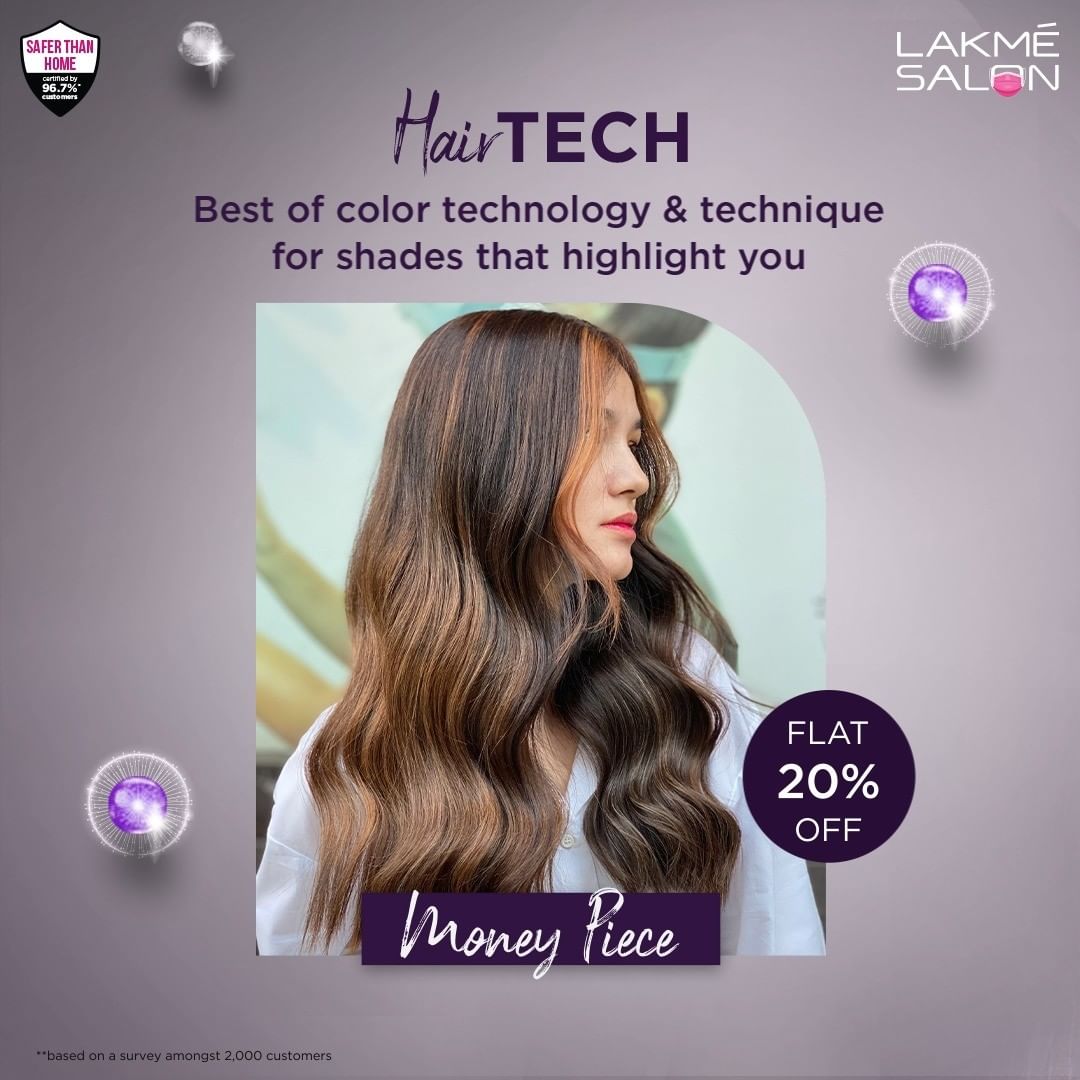 SAFER THAN
HOME
certified by
96.7%*
customers
LAKMÉ
SALON
HairTECH
Best of color technology & technique
for shades that highlight you
FLAT
20%
OFF
Money Piece
**based on a survey amongst 2,000 customers